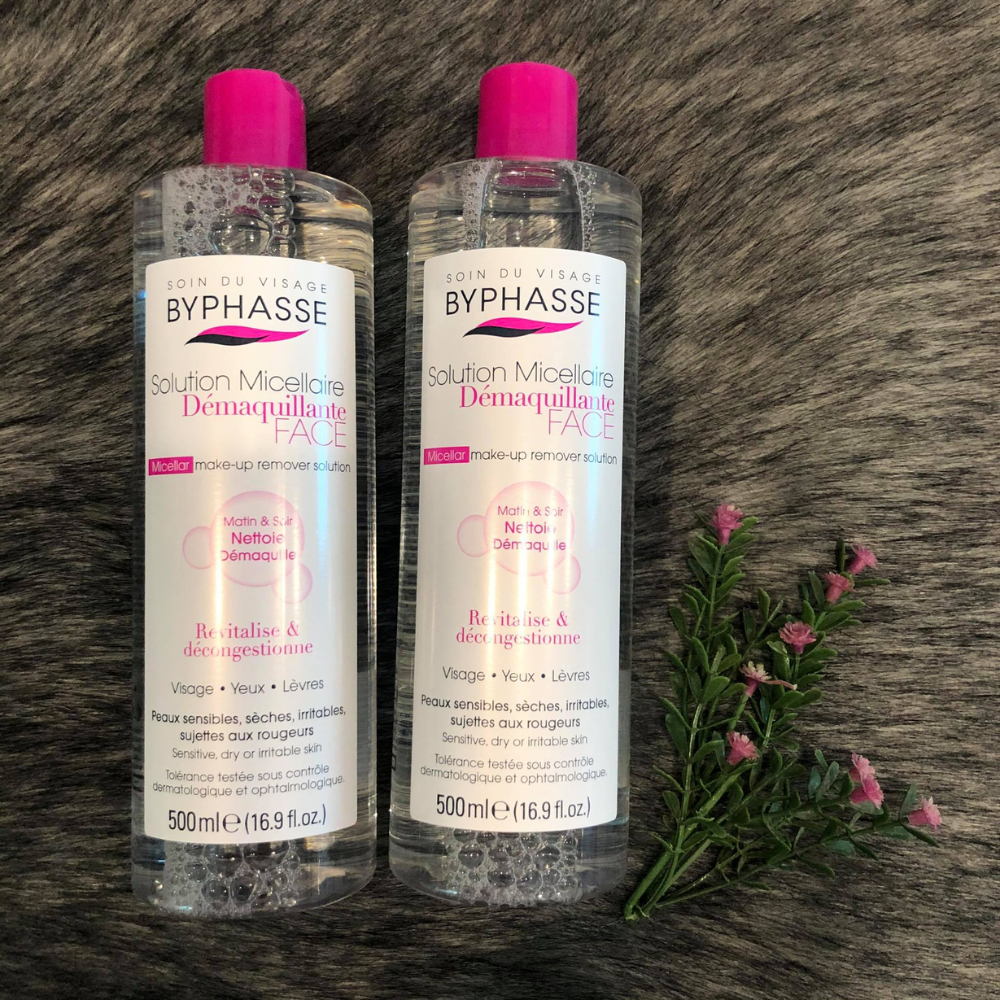 SOIN DU VISAGE
BYPHASSE
Solution Micellaire
Démaquillante
FACE
Micellar make-up remover solution
Matin & Soir
Nettoie
Démaquille
Revitalise &
décongestionne
Visage • Yeux • Lèvres
Peaux sensibles, sèches, irritables,
sujettes aux rougeurs
Sensitive, dry or irritable skin
Tolérance testée sous contrôle
dermatologique et ophtalmologique.
500 ml e (16.9 fl.oz.)
SOIN DU VISAGE
BYPHASSE
Solution Micellaire
Démaquillante
FACE
Micellar make-up remover solution
Matin & Soir
Nettoie
Démaquille
Revitalise &
décongestionne
Visage • Yeux • Lèvres
Peaux sensibles, sèches, irritables,
sujettes aux rougeurs
Sensitive, dry or irritable skin
Tolérance testée sous contrôle
dermatologique et ophtalmologique.
500 ml e (16.9 fl.oz.)